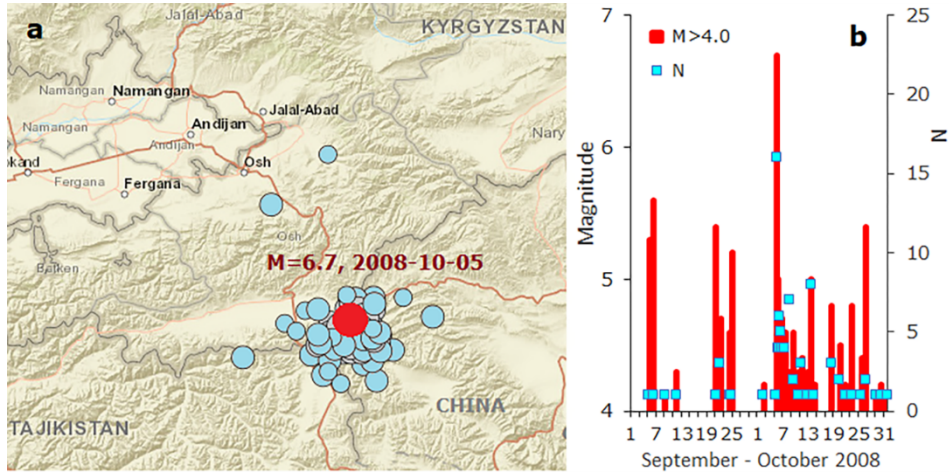 a
Jalal-Abad
KYRGYZSTAN
Namangan
Namangan
Jalal-Abad
Namangan
Andijan
Nary
Andijan
kand
Osh
Fergana
Fergana
Osh
Batken
M=6.7, 2008-10-05
CHINA
TAJIKISTAN
b
7
6
5
4
Magnitude
M>4.0
N
25
20
15
10
5
0
N
1 7 13 19 25 1 7 13 19 25 31
September - October 2008